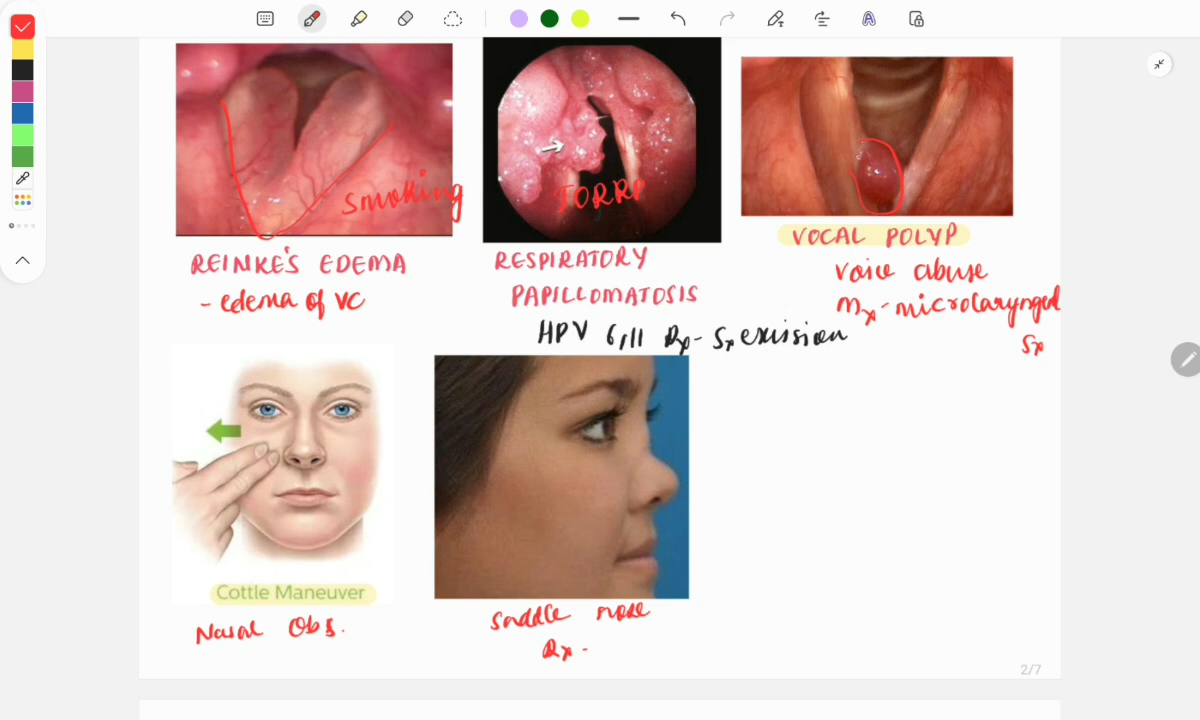 Smoking
REINKE'S EDEMA
- edema of VC
JORRP
RESPIRATORY
PAPILLOMATOSIS
HPV 6,11 Rx- Sx excission
VOCAL POLYP
Voice abuse
Mx- microlaryngeal
Sx
Cottle Maneuver
Nasal Obs.
Saddle nose
Rx -
2/7